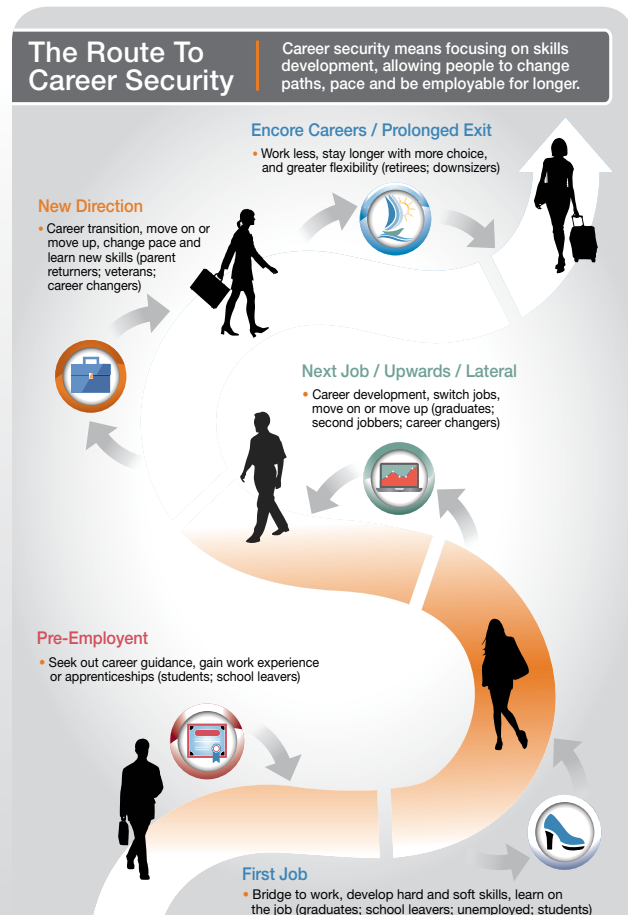 The Route To
Career Security
Career security means focusing on skills
development, allowing people to change
paths, pace and be employable for longer.
Encore Careers / Prolonged Exit
• Work less, stay longer with more choice,
and greater flexibility (retirees; downsizers)
New Direction
• Career transition, move on or
move up, change pace and
learn new skills (parent
returners; veterans;
career changers)
Next Job / Upwards / Lateral
• Career development, switch jobs,
move on or move up (graduates;
second jobbers; career changers)
Pre-Employent
• Seek out career guidance, gain work experience
or apprenticeships (students; school leavers)
First Job
• Bridge to work, develop hard and soft skills, learn on
the job (graduates; school leavers; unemployed; students)